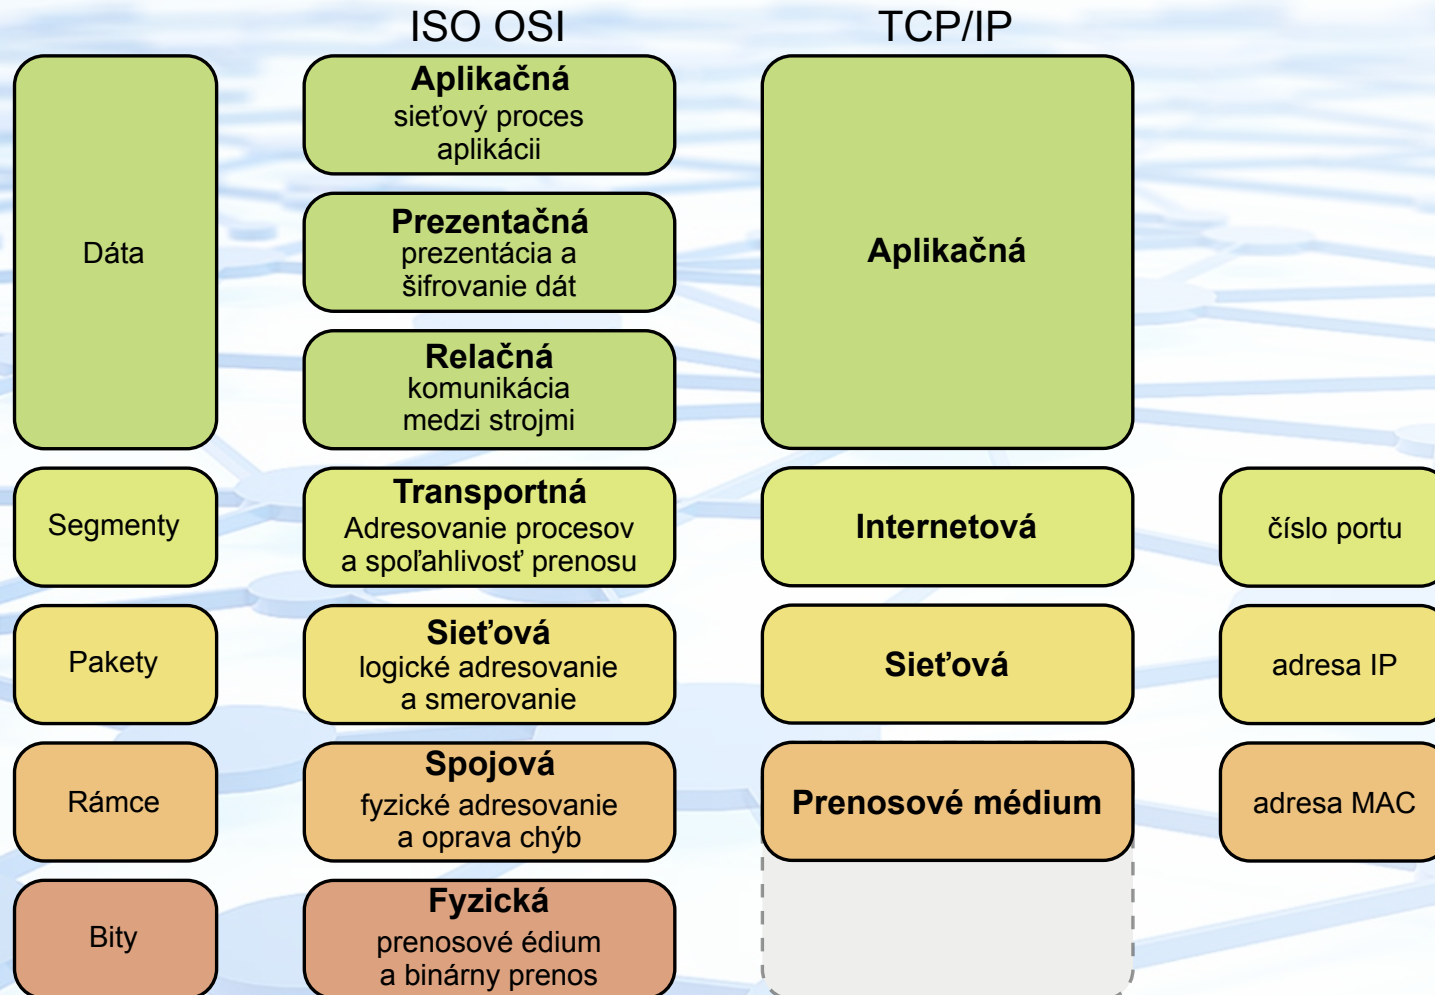 ISO OSI
TCP/IP
Dáta
Aplikačná
sieťový proces
aplikácii
Prezentačná
prezentácia a
šifrovanie dát
Relačná
komunikácia
medzi strojmi
Aplikačná
Segmenty
Transportná
Adresovanie procesov
a spoľahlivosť prenosu
Internetová
číslo portu
Pakety
Sieťová
logické adresovanie
a smerovanie
Sieťová
adresa IP
Rámce
Spojová
fyzické adresovanie
a oprava chýb
Prenosové médium
adresa MAC
Bity
Fyzická
prenosové édium
a binárny prenos